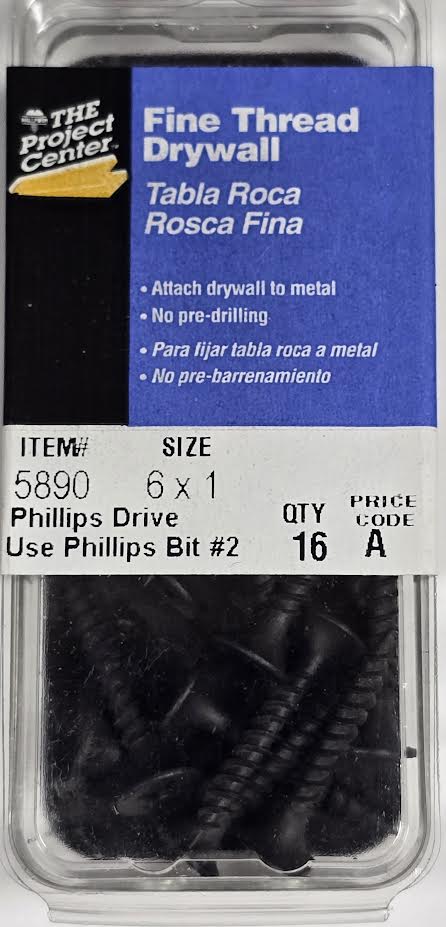 THE
Project
Center™
Fine Thread
Drywall
Tabla Roca
Rosca Fina
• Attach drywall to metal
• No pre-drilling
• Para fijar tabla roca a metal
• No pre-barrenamiento
ITEM# SIZE
5890 6 x 1
Phillips Drive
Use Phillips Bit #2
QTY
16
PRICE
CODE
A